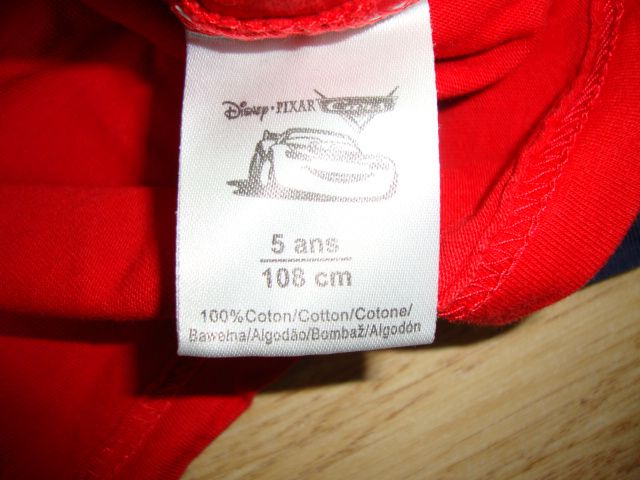 Disney · PIXAR Cars
5 ans
108 cm
100%Coton/Cotton/Cotone/
Bawełna/Algodão/Bombaž/Algodón